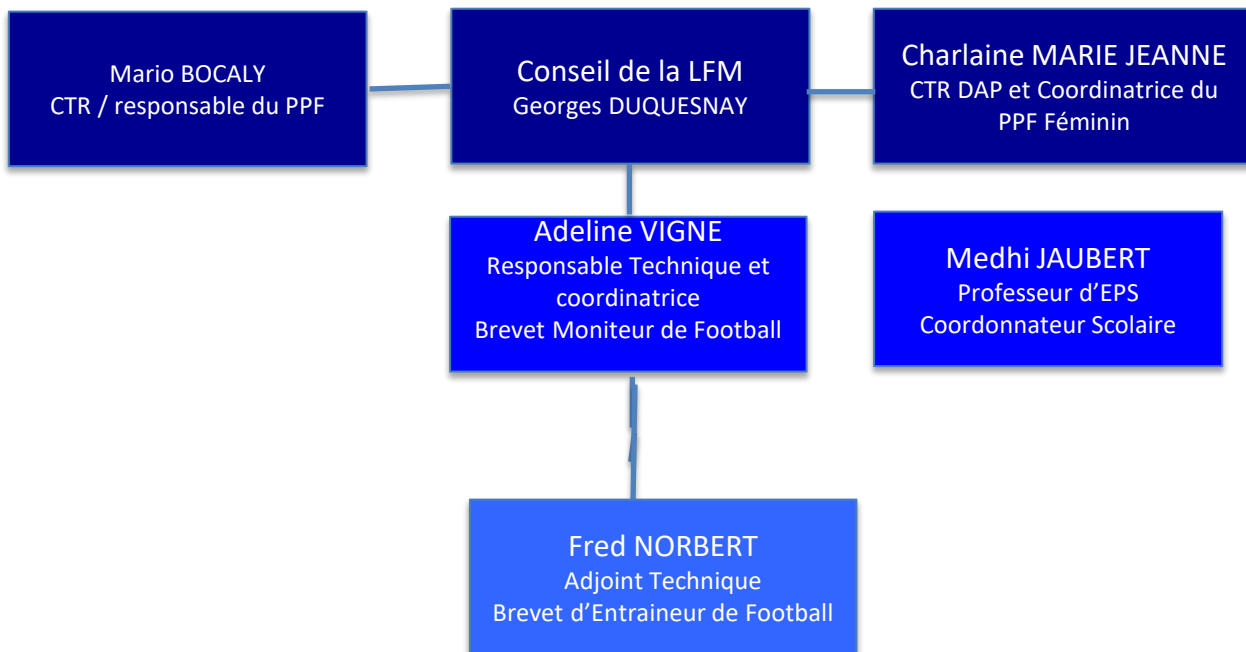 Mario BOCALY
CTR / responsable du PPF
Conseil de la LFM
Georges DUQUESNAY
Charlaine MARIE JEANNE
CTR DAP et Coordinatrice du
PPF Féminin
Adeline VIGNE
Responsable Technique et
coordinatrice
Brevet Moniteur de Football
Medhi JAUBERT
Professeur d’EPS
Coordonnateur Scolaire
Fred NORBERT
Adjoint Technique
Brevet d’Entraineur de Football